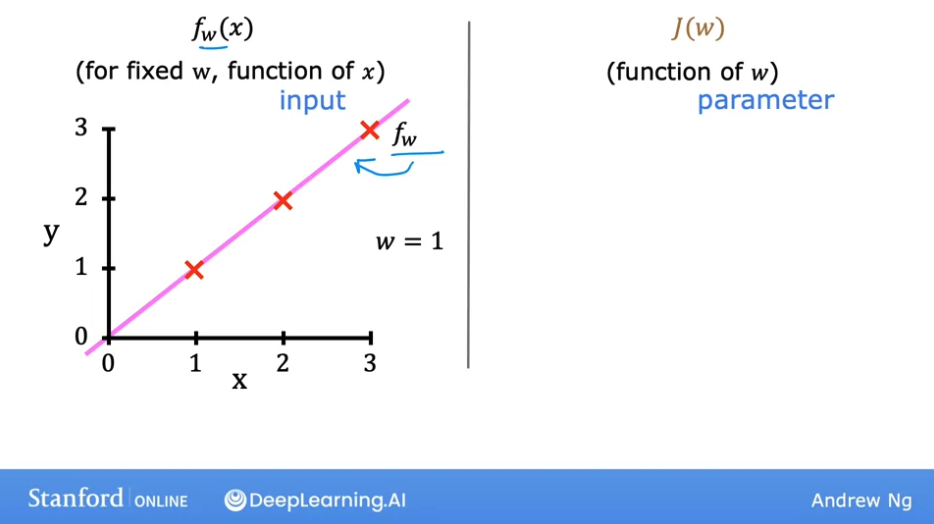 f_w(x)
(for fixed w, function of x)
input
3
2
y
1
0
0 1 2 3
x
f_w
w = 1
J(w)
(function of w)
parameter
Stanford ONLINE
DeepLearning.AI
Andrew Ng